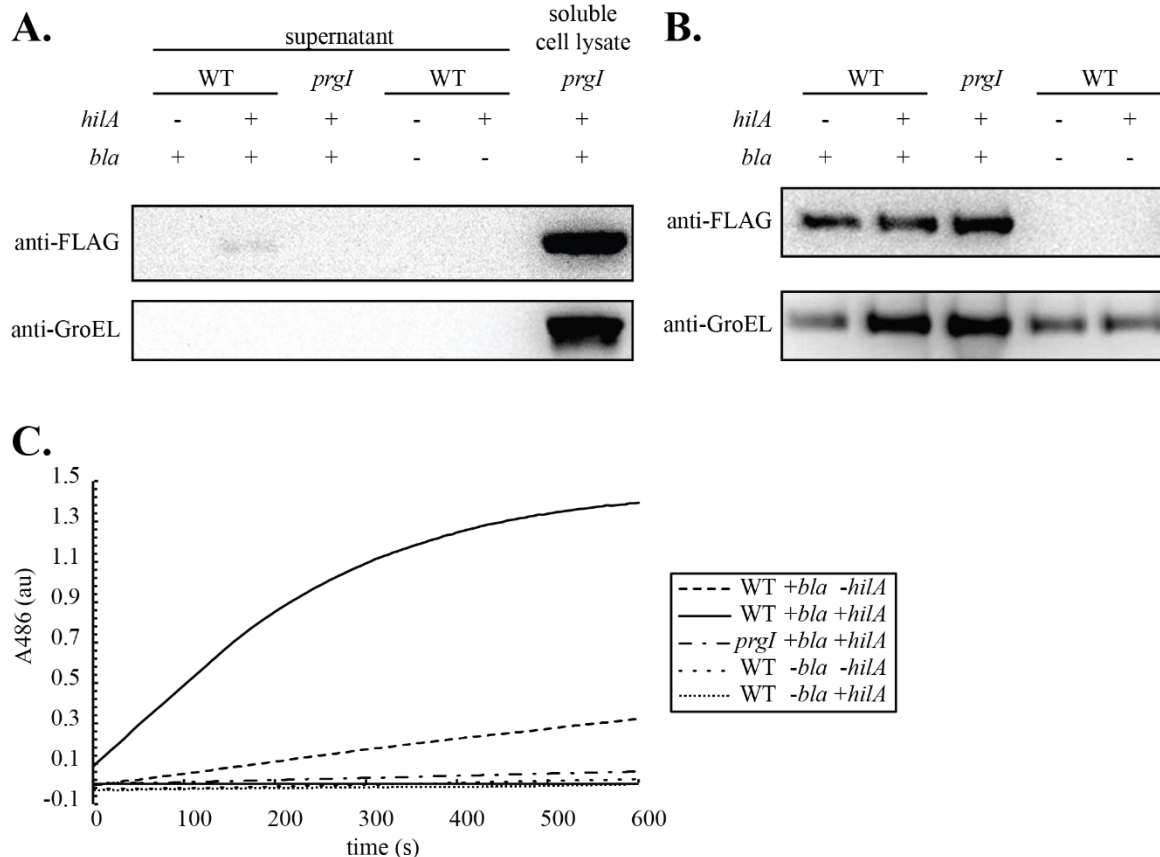 A.
supernatant
soluble
cell lysate
WT prgI WT prgI
hilA - + + - + +
bla + + + - - +
anti-FLAG
anti-GroEL
B.
WT prgI WT
hilA - + + - +
bla + + + - -
anti-FLAG
anti-GroEL
C.
1.5
1.3
1.1
0.9
0.7
0.5
0.3
0.1
-0.1
A486 (au)
0 100 200 300 400 500 600
time (s)
WT +bla -hilA
WT +bla +hilA
prgI +bla +hilA
WT -bla -hilA
WT -bla +hilA